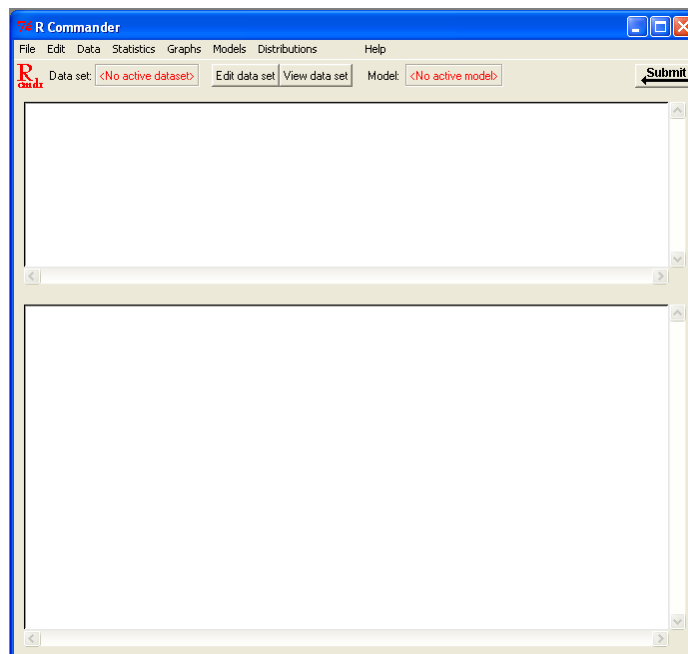 R Commander
File Edit Data Statistics Graphs Models Distributions Help
R cmdr Data set: <No active dataset> Edit data set View data set Model: <No active model> Submit